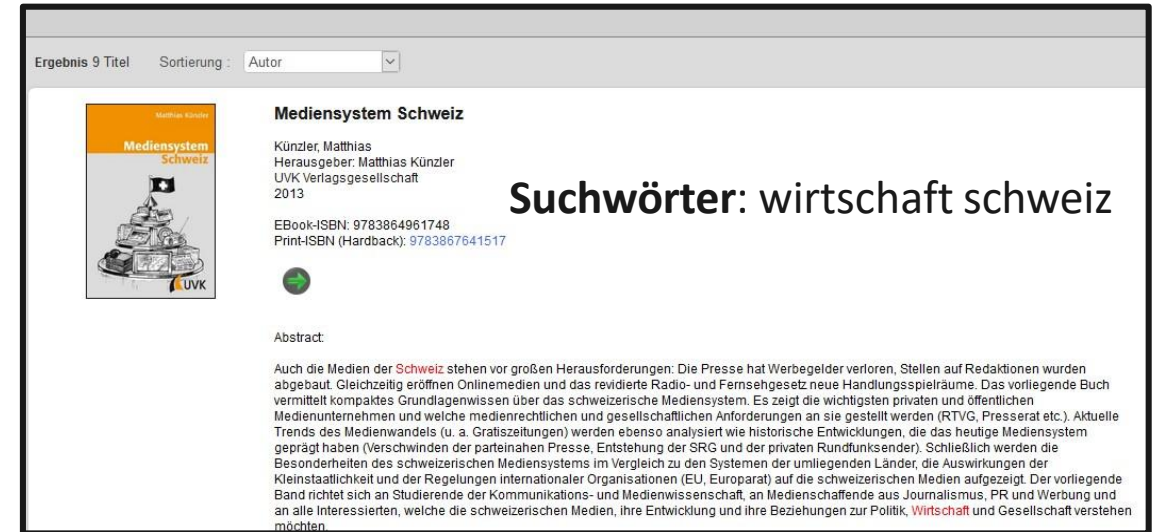 Ergebnis 9 Titel Sortierung : Autor
Matthias Künzler
Mediensystem
Schweiz
UVK
Mediensystem Schweiz
Künzler, Matthias
Herausgeber: Matthias Künzler
UVK Verlagsgesellschaft
2013
EBook-ISBN: 9783864961748
Print-ISBN (Hardback): 9783867641517
Suchwörter: wirtschaft schweiz
Abstract:
Auch die Medien der Schweiz stehen vor großen Herausforderungen: Die Presse hat Werbegelder verloren, Stellen auf Redaktionen wurden
abgebaut. Gleichzeitig eröffnen Onlinemedien und das revidierte Radio- und Fernsehgesetz neue Handlungsspielräume. Das vorliegende Buch
vermittelt kompaktes Grundlagenwissen über das schweizerische Mediensystem. Es zeigt die wichtigsten privaten und öffentlichen
Medienunternehmen und welche medienrechtlichen und gesellschaftlichen Anforderungen an sie gestellt werden (RTVG, Presserat etc.). Aktuelle
Trends des Medienwandels (u. a. Gratiszeitungen) werden ebenso analysiert wie historische Entwicklungen, die das heutige Mediensystem
geprägt haben (Verschwinden der parteinahen Presse, Entstehung der SRG und der privaten Rundfunksender). Schließlich werden die
Besonderheiten des schweizerischen Mediensystems im Vergleich zu den Systemen der umliegenden Länder, die Auswirkungen der
Kleinstaatlichkeit und der Regelungen internationaler Organisationen (EU, Europarat) auf die schweizerischen Medien aufgezeigt. Der vorliegende
Band richtet sich an Studierende der Kommunikations- und Medienwissenschaft, an Medienschaffende aus Journalismus, PR und Werbung und
an alle Interessierten, welche die schweizerischen Medien, ihre Entwicklung und ihre Beziehungen zur Politik, Wirtschaft und Gesellschaft verstehen
möchten.